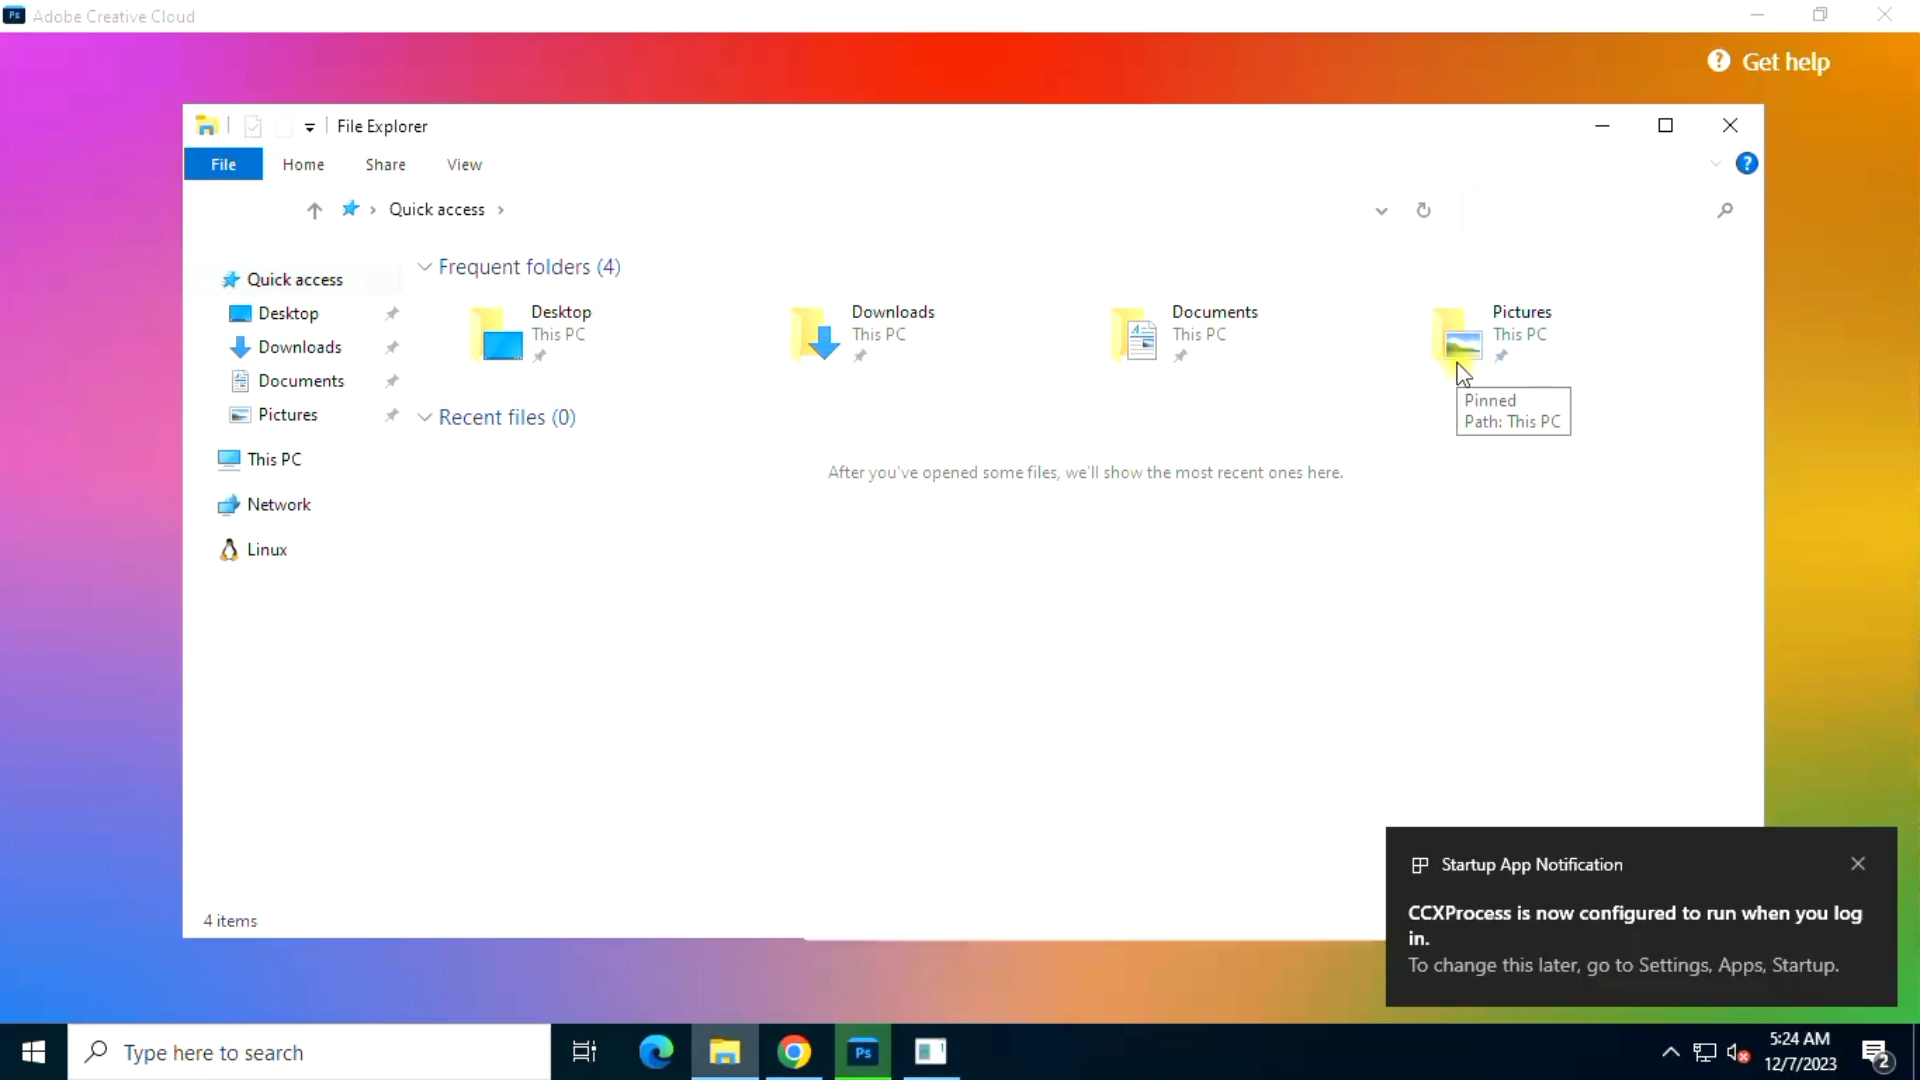 Ps Adobe Creative Cloud
Get help
File Explorer
File Home Share View
Quick access
Quick access
Desktop
Downloads
Documents
Pictures
This PC
Network
Linux
Frequent folders (4)
Desktop
This PC
Downloads
This PC
Documents
This PC
Pictures
This PC
Pinned
Path: This PC
Recent files (0)
After you've opened some files, we'll show the most recent ones here.
4 items
Startup App Notification
CCXProcess is now configured to run when you log
in.
To change this later, go to Settings, Apps, Startup.
Type here to search
Ps
5:24 AM
12/7/2023
2